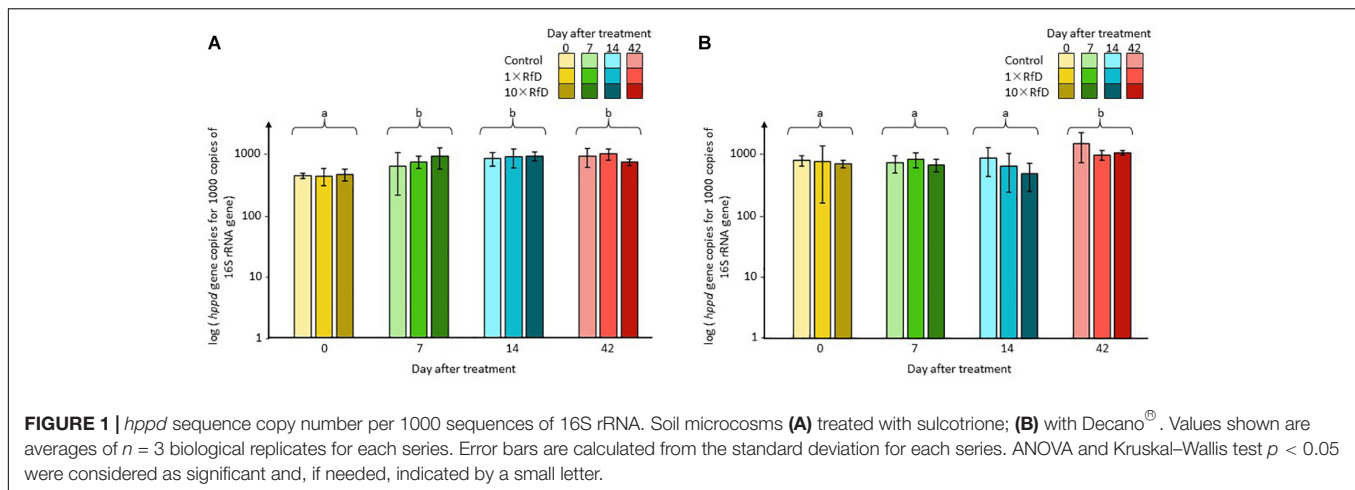 A
Day after treatment
0 7 14 42
Control
1×RfD
10×RfD
a b b b
log ( hppd gene copies for 1000 copies of
16S rRNA gene)
1000
100
10
1
0 7 14 42
Day after treatment
B
Day after treatment
0 7 14 42
Control
1×RfD
10×RfD
a a a b
log ( hppd gene copies for 1000 copies of
16S rRNA gene)
1000
100
10
1
0 7 14 42
Day after treatment
FIGURE 1 | hppd sequence copy number per 1000 sequences of 16S rRNA. Soil microcosms (A) treated with sulcotrione; (B) with Decano®. Values shown are
averages of n = 3 biological replicates for each series. Error bars are calculated from the standard deviation for each series. ANOVA and Kruskal–Wallis test p < 0.05
were considered as significant and, if needed, indicated by a small letter.